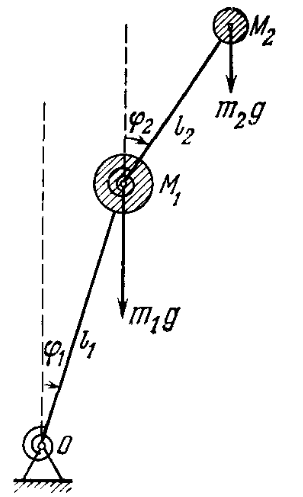 M₂
m₂g
φ₂
l₂
M₁
m₁g
φ₁
l₁
O